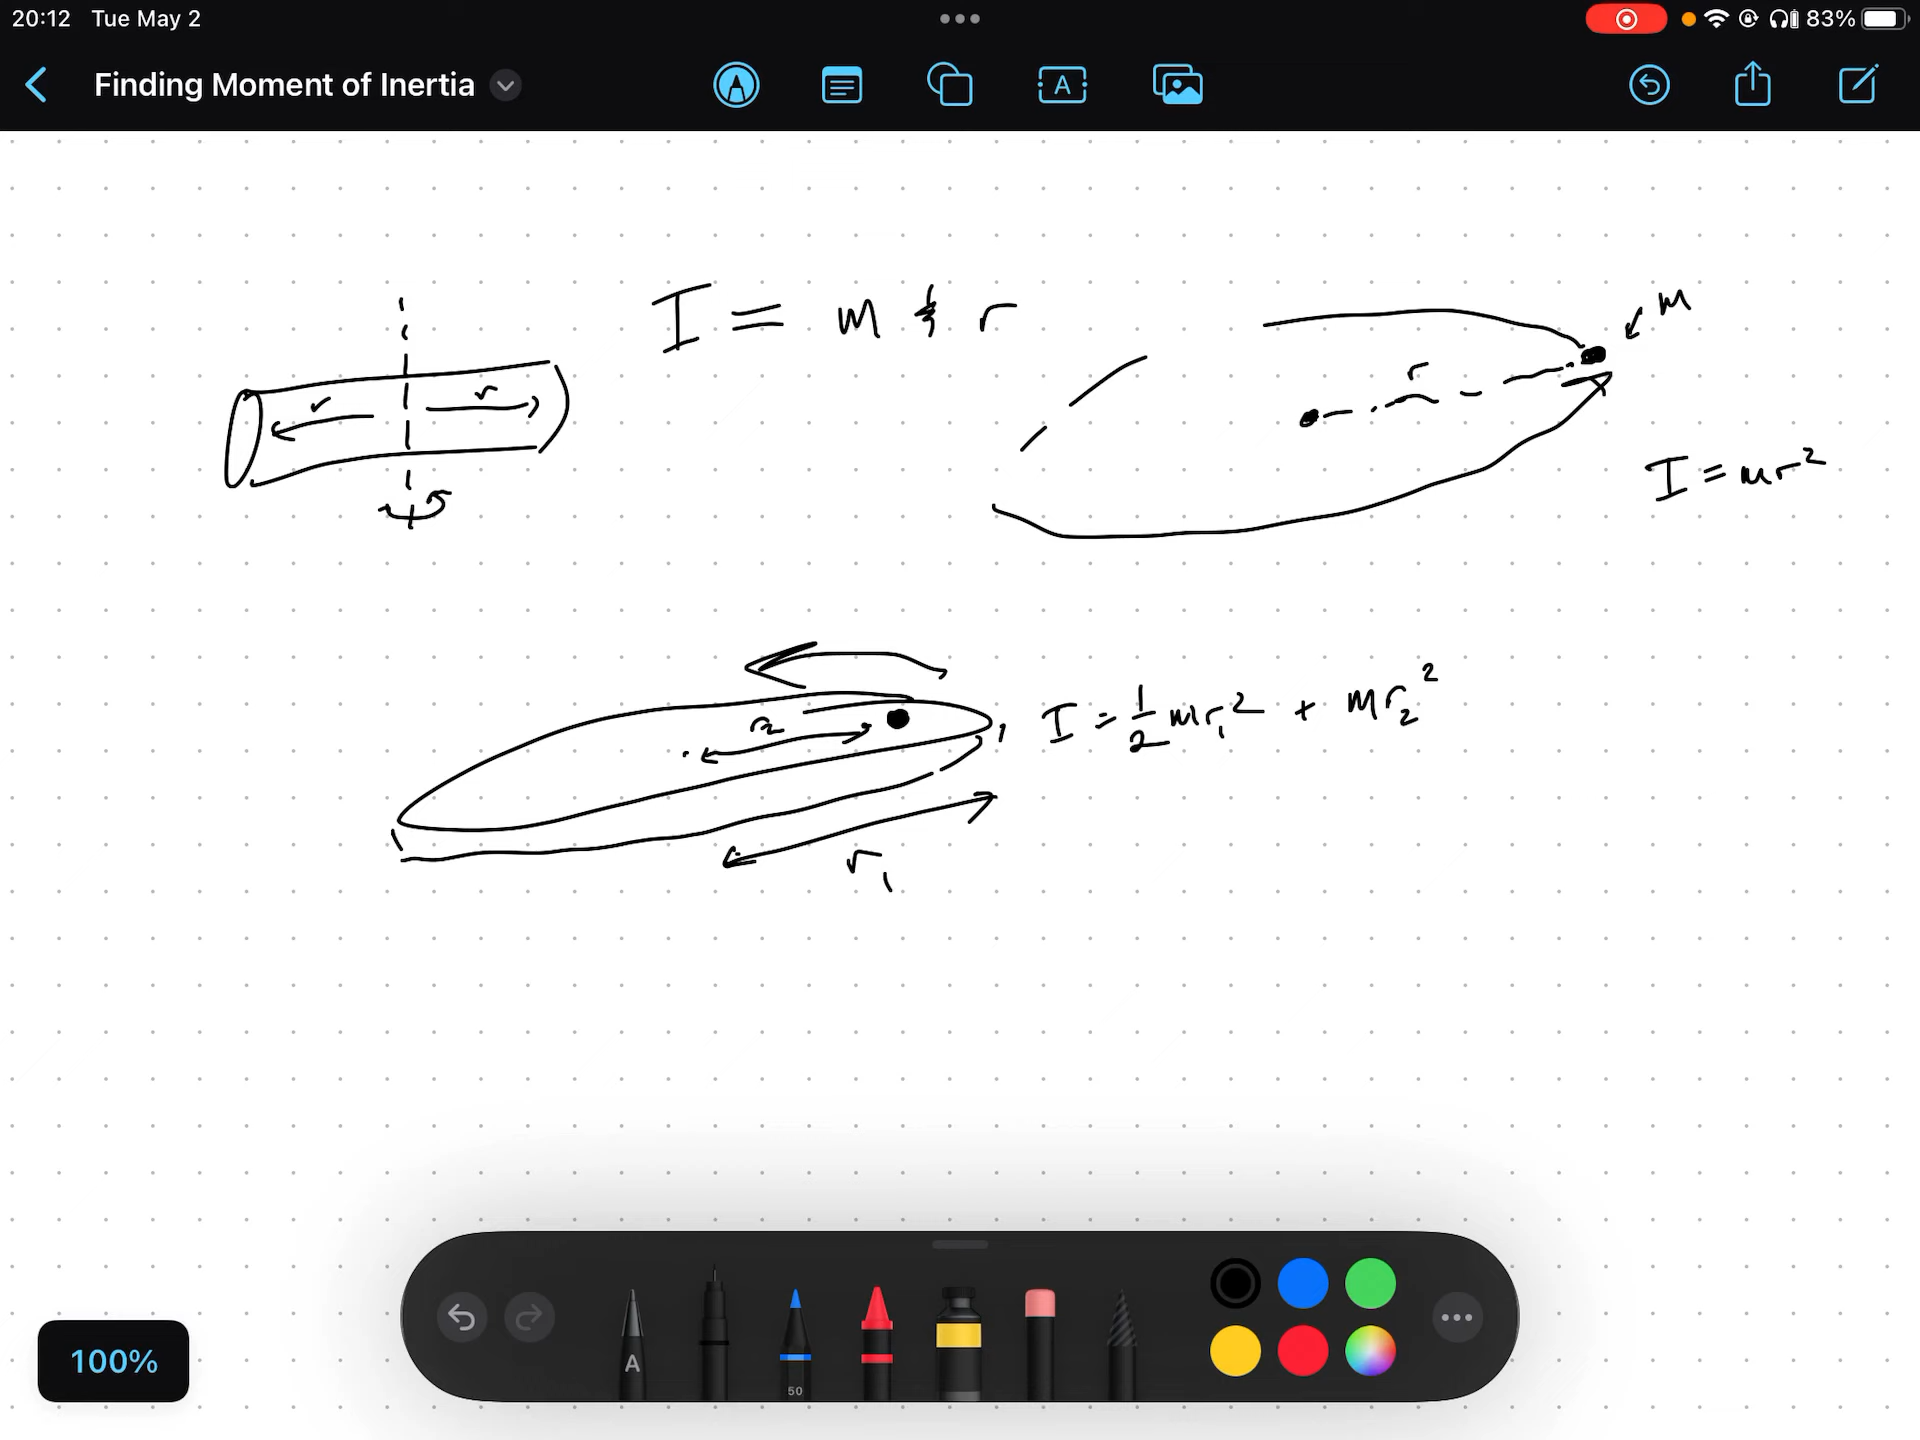 20:12 Tue May 2 83%
Finding Moment of Inertia
I = m & r
m
r r
r
I = mr²
r₂
I = ½mr₁² + mr₂²
r₁
A
50
100%